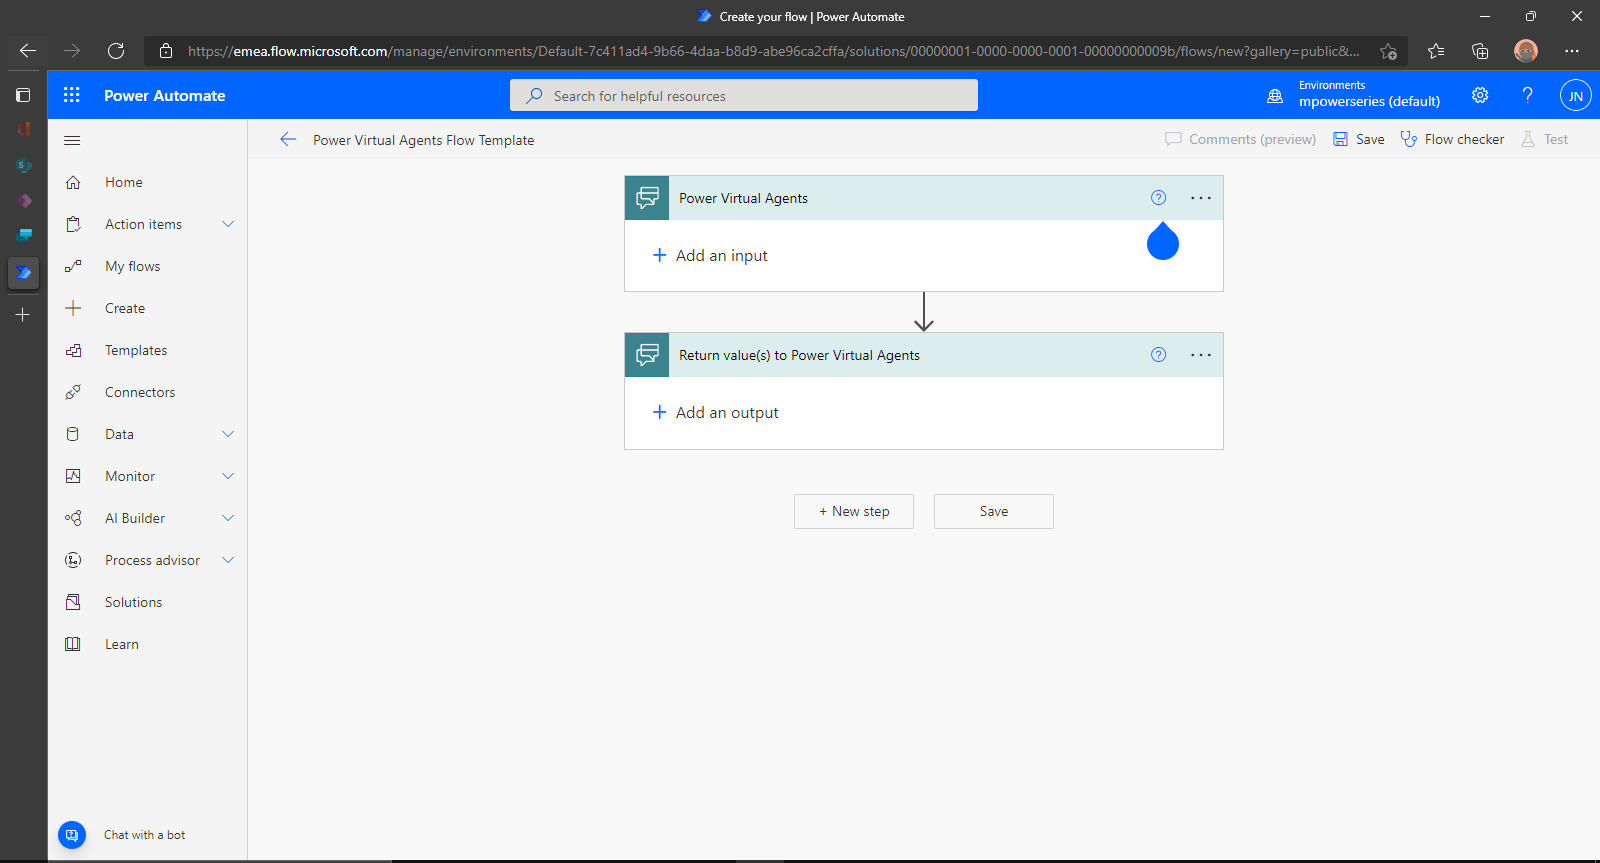 Create your flow | Power Automate
https://emea.flow.microsoft.com/manage/environments/Default-7c411ad4-9b66-4daa-b8d9-abe96ca2cffa/solutions/00000001-0000-0000-0001-00000000009b/flows/new?gallery=public&...
Power Automate
Search for helpful resources
Environments
mpowerseries (default)
?
JN
Power Virtual Agents Flow Template
Comments (preview)
Save
Flow checker
Test
Home
Action items
My flows
Create
Templates
Connectors
Data
Monitor
AI Builder
Process advisor
Solutions
Learn
Chat with a bot
Power Virtual Agents
?
+ Add an input
Return value(s) to Power Virtual Agents
?
+ Add an output
+ New step
Save